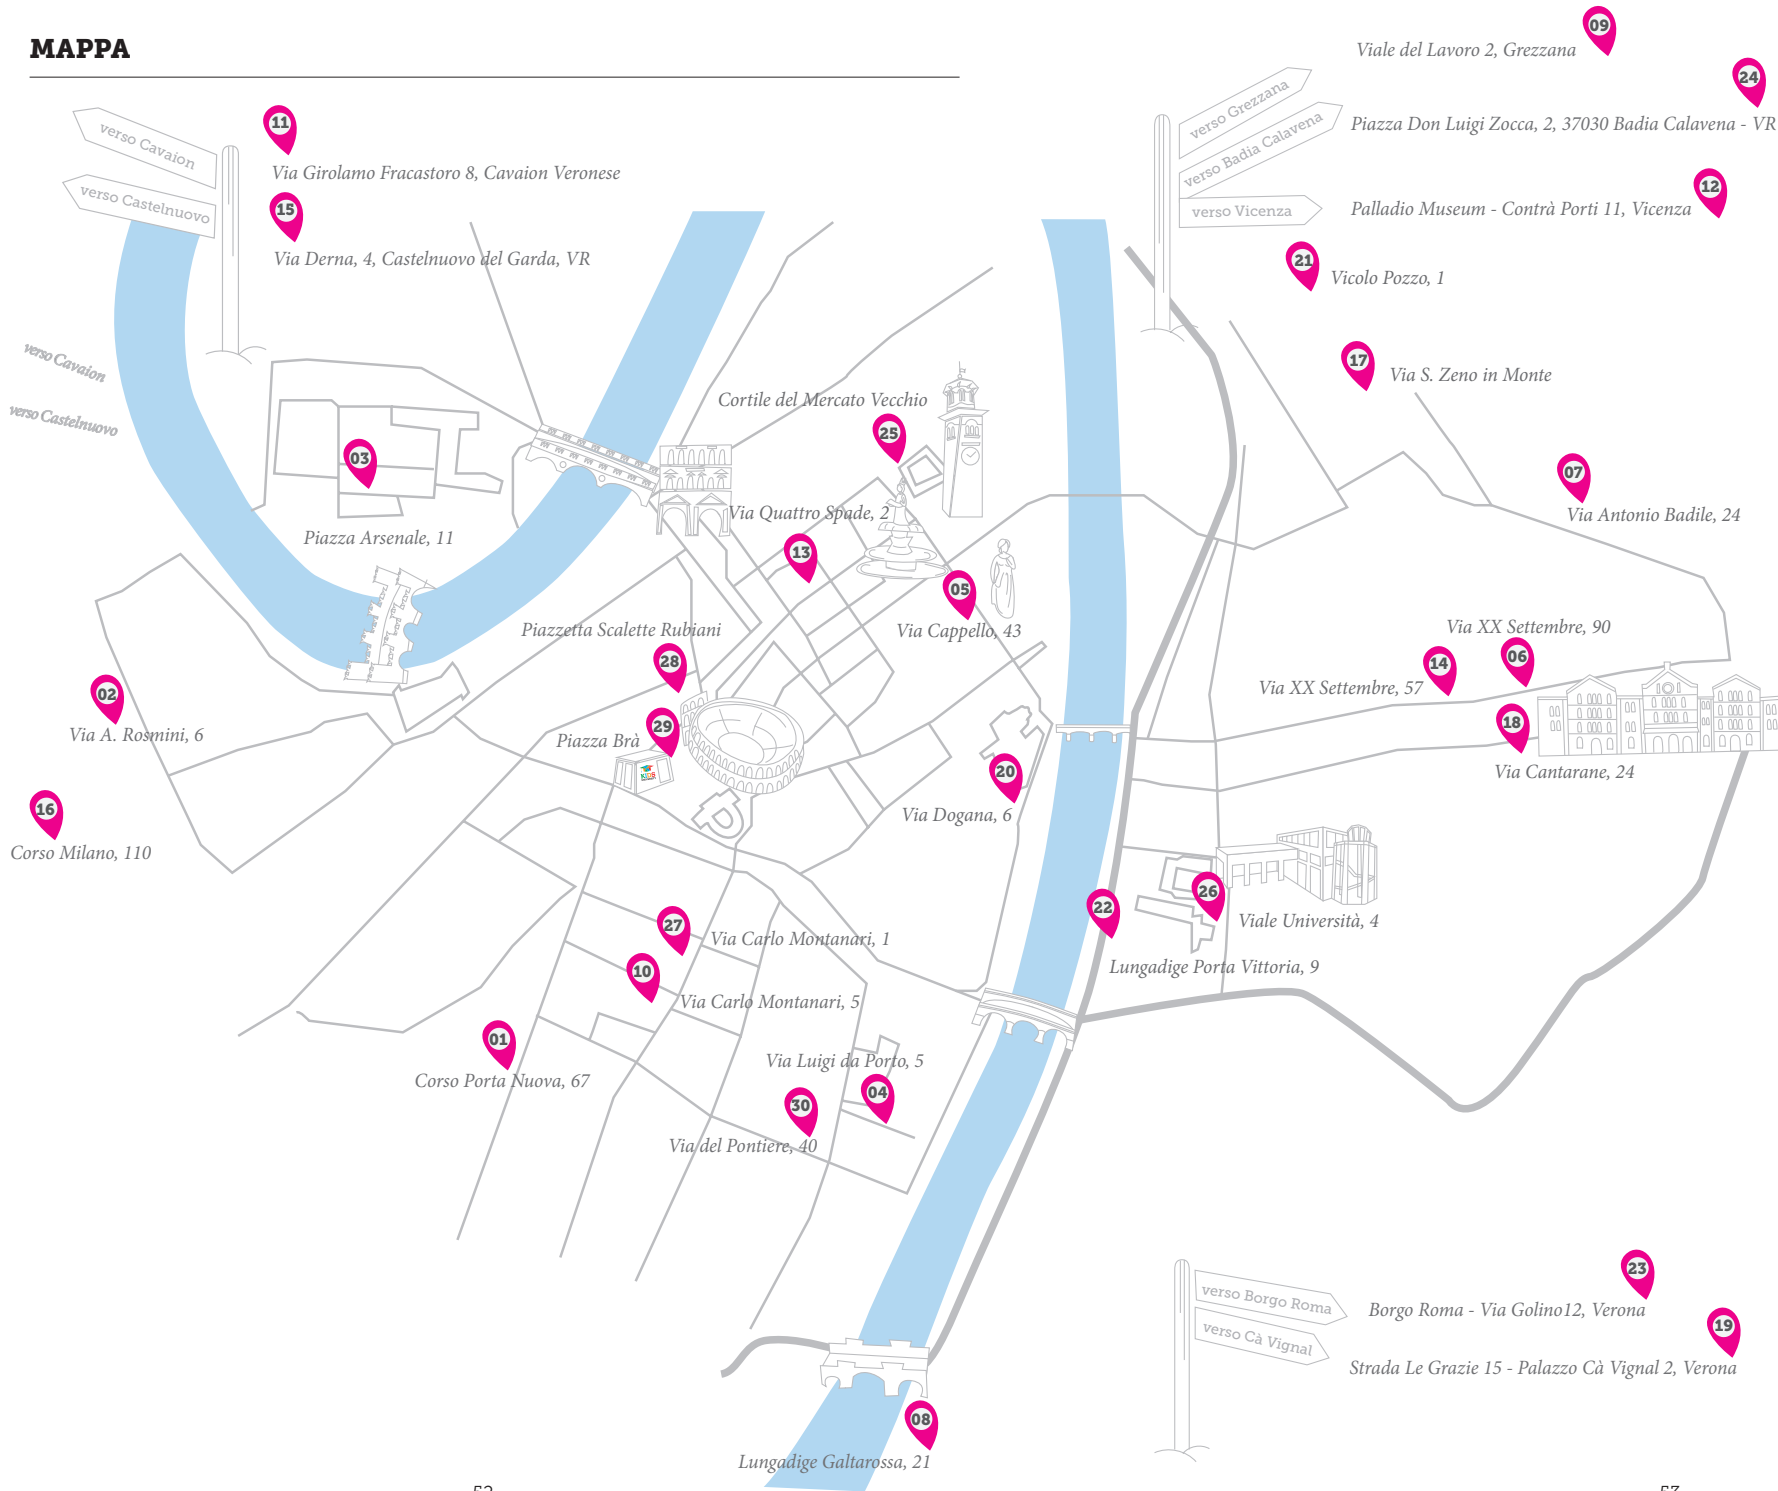 MAPPA
09
Viale del Lavoro 2, Grezzana
24
verso Grezzana
verso Badia Calavena
Piazza Don Luigi Zocca, 2, 37030 Badia Calavena - VR
11
verso Cavaion
Via Girolamo Fracastoro 8, Cavaion Veronese
12
verso Vicenza
Palladio Museum - Contrà Porti 11, Vicenza
verso Castelnuovo
15
Via Derna, 4, Castelnuovo del Garda, VR
21
Vicolo Pozzo, 1
verso Cavaion
17
Via S. Zeno in Monte
verso Castelnuovo
Cortile del Mercato Vecchio
25
03
Piazza Arsenale, 11
07
Via Antonio Badile, 24
Via Quattro Spade, 2
13
05
Via Cappello, 43
Piazzetta Scalette Rubiani
28
Via XX Settembre, 90
14
06
Via XX Settembre, 57
02
Via A. Rosmini, 6
29
Piazza Brà
KIDS
18
Via Cantarane, 24
20
Via Dogana, 6
16
Corso Milano, 110
26
22
Viale Università, 4
27
Via Carlo Montanari, 1
Lungadige Porta Vittoria, 9
10
Via Carlo Montanari, 5
01
Corso Porta Nuova, 67
Via Luigi da Porto, 5
04
30
Via del Pontiere, 40
23
verso Borgo Roma
Borgo Roma - Via Golino12, Verona
19
verso Cà Vignal
Strada Le Grazie 15 - Palazzo Cà Vignal 2, Verona
08
Lungadige Galtarossa, 21
52
53